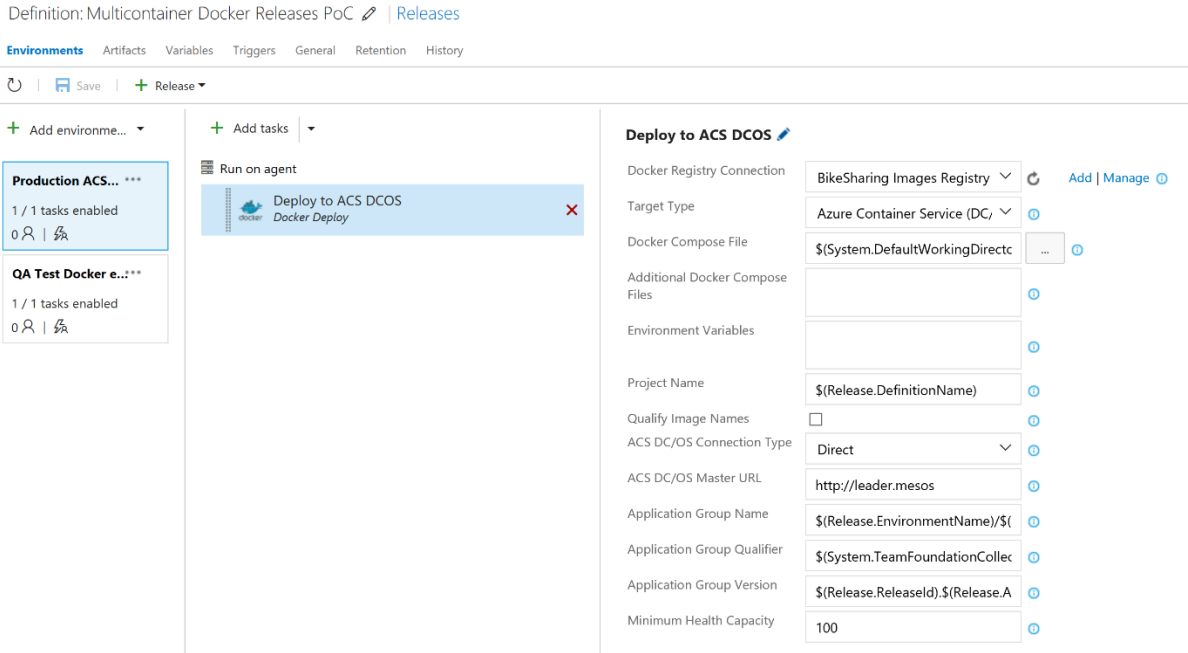 Definition: Multicontainer Docker Releases PoC | Releases
Environments Artifacts Variables Triggers General Retention History
Save Release
Add environme...
Add tasks
Production ACS...
1 / 1 tasks enabled
0
QA Test Docker e...
1 / 1 tasks enabled
0
Run on agent
docker
Deploy to ACS DCOS
Docker Deploy
Deploy to ACS DCOS
Docker Registry Connection BikeSharing Images Registry Add | Manage
Target Type Azure Container Service (DC/
Docker Compose File $(System.DefaultWorkingDirecto ...
Additional Docker Compose
Files
Environment Variables
Project Name $(Release.DefinitionName)
Qualify Image Names
ACS DC/OS Connection Type Direct
ACS DC/OS Master URL http://leader.mesos
Application Group Name $(Release.EnvironmentName)/$(
Application Group Qualifier $(System.TeamFoundationCollec
Application Group Version $(Release.ReleaseId).$(Release.A
Minimum Health Capacity 100